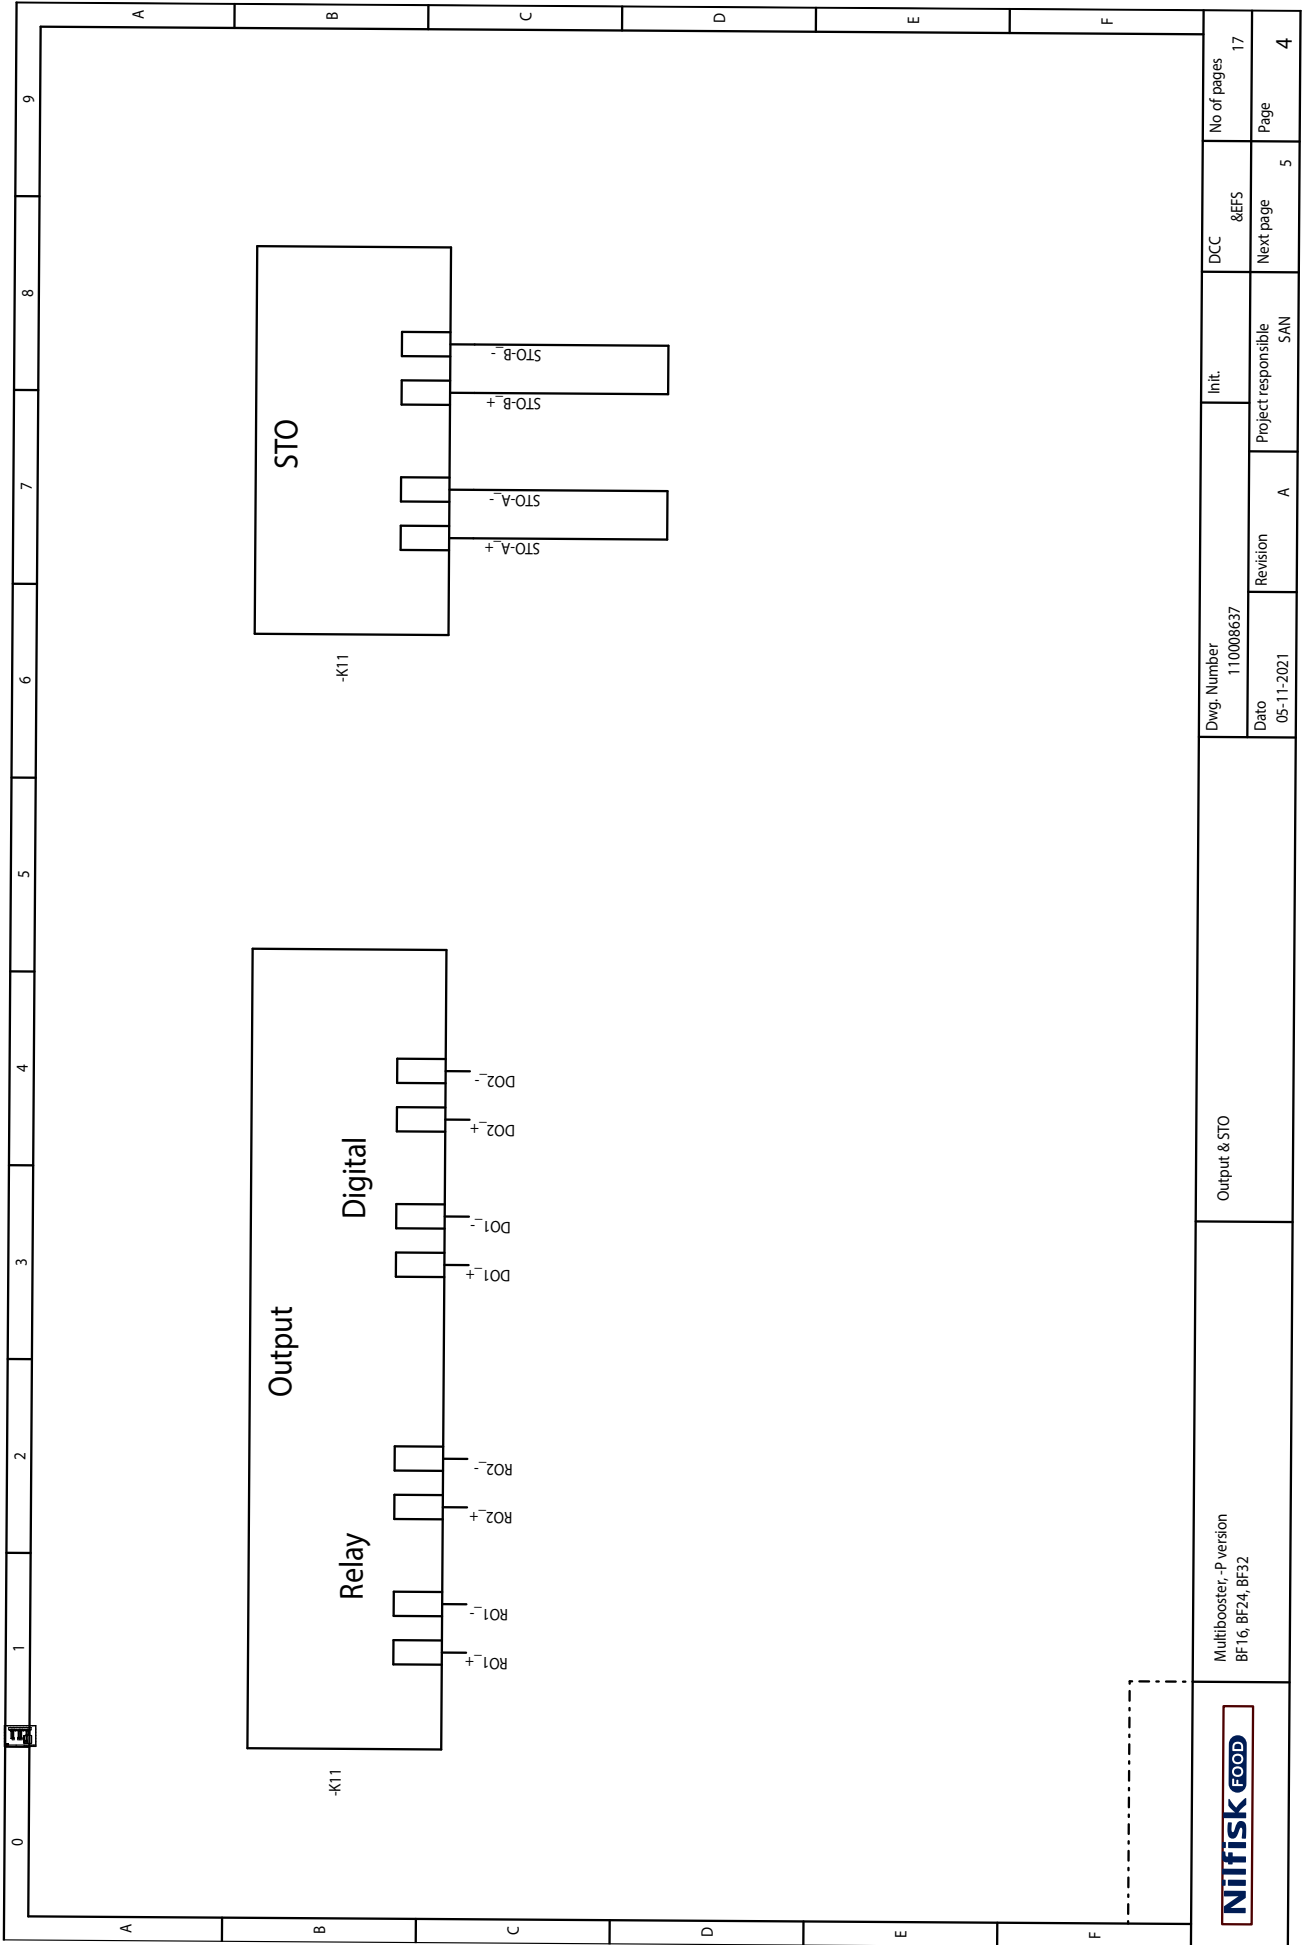 0 1 2 3 4 5 6 7 8 9
A
A
B
B
C
C
D
D
E
E
F
F
-K11
Output
Relay
Digital
RO1_+
RO1_-
RO2_+
RO2_-
DO1_+
DO1_-
DO2_+
DO2_-
-K11
STO
STO-A_+
STO-A_-
STO-B_+
STO-B_-
Nilfisk FOOD
Multibooster, -P version
BF16, BF24, BF32
Output & STO
Dwg. Number
110008637
Init.
DCC
&EFS
No of pages
17
Dato
05-11-2021
Revision
A
Project responsible
SAN
Next page
5
Page
4